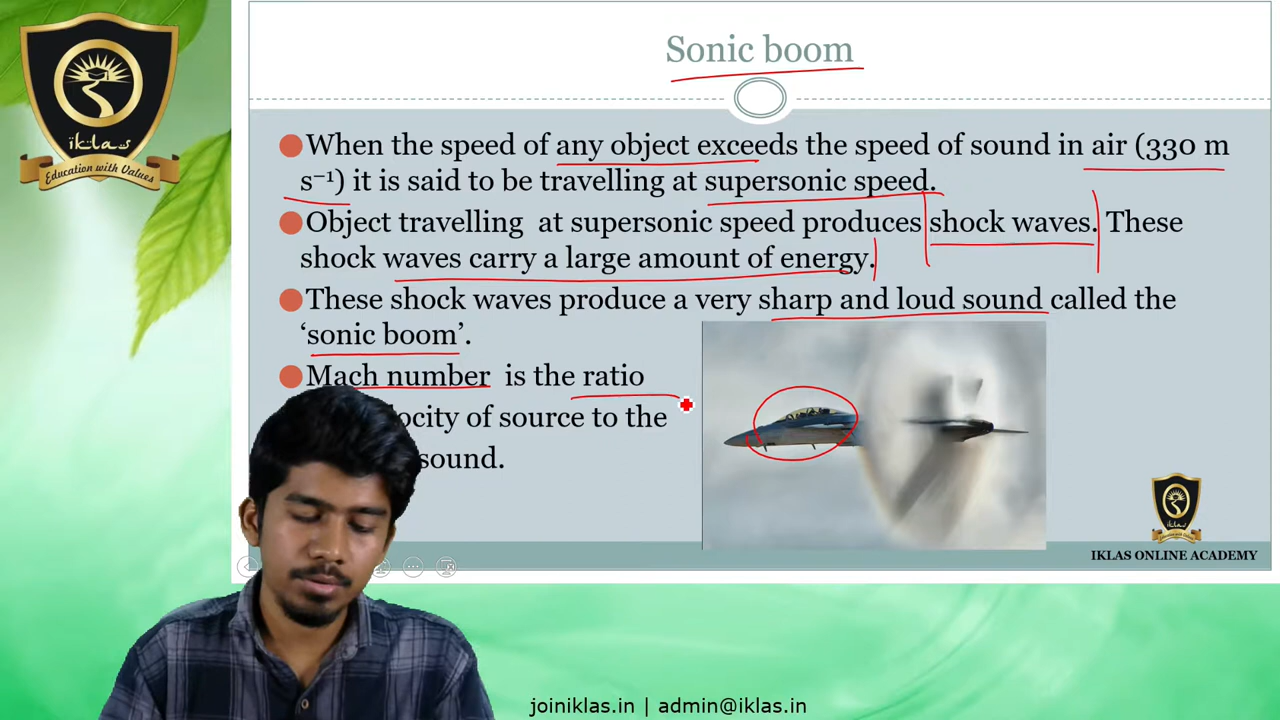 iklas
Education with Values
Sonic boom
When the speed of any object exceeds the speed of sound in air (330 m
s⁻¹) it is said to be travelling at supersonic speed.
Object travelling at supersonic speed produces shock waves. These
shock waves carry a large amount of energy.
These shock waves produce a very sharp and loud sound called the
‘sonic boom’.
Mach number is the ratio
of source to the
sound.
iklas
IKLAS ONLINE ACADEMY
joiniklas.in | admin@iklas.in